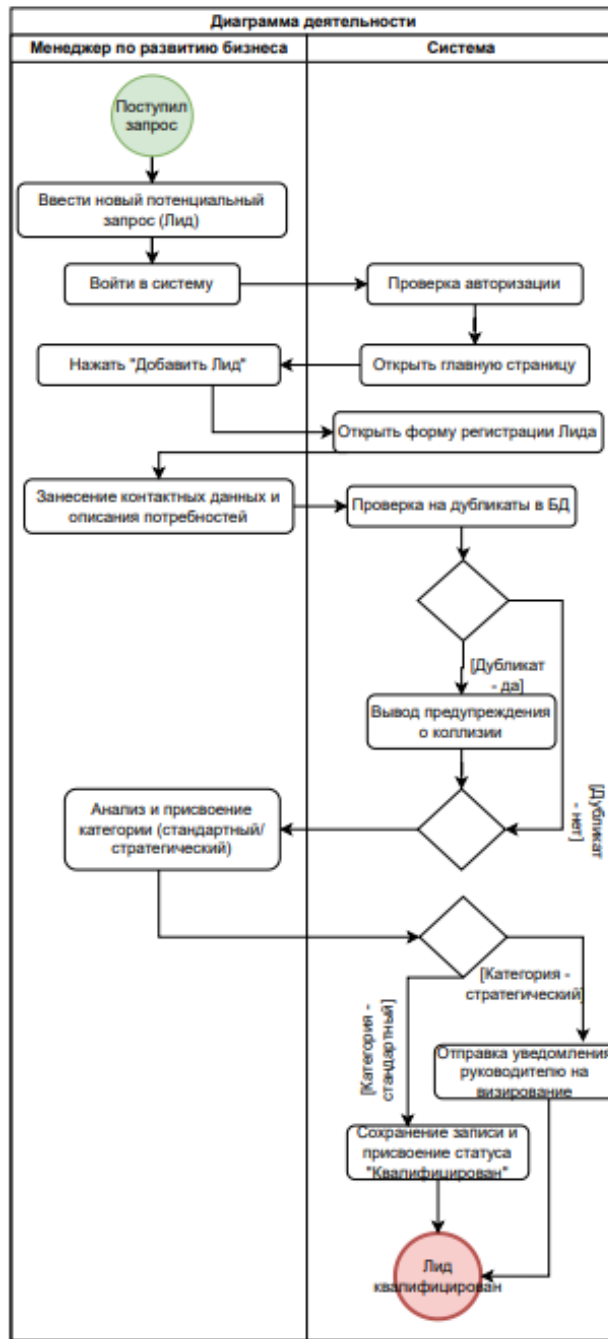 Диаграмма деятельности
Менеджер по развитию бизнеса
Система
Поступил
запрос
Ввести новый потенциальный
запрос (Лид)
Войти в систему
Проверка авторизации
Нажать "Добавить Лид"
Открыть главную страницу
Открыть форму регистрации Лида
Занесение контактных данных и
описания потребностей
Проверка на дубликаты в БД
[Дубликат
- да]
Вывод предупреждения
о коллизии
[Дубликат
- нет]
Анализ и присвоение
категории (стандартный/
стратегический)
[Категория -
стратегический]
[Категория -
стандартный]
Отправка уведомления
руководителю на
визирование
Сохранение записи и
присвоение статуса
"Квалифицирован"
Лид
квалифицирован